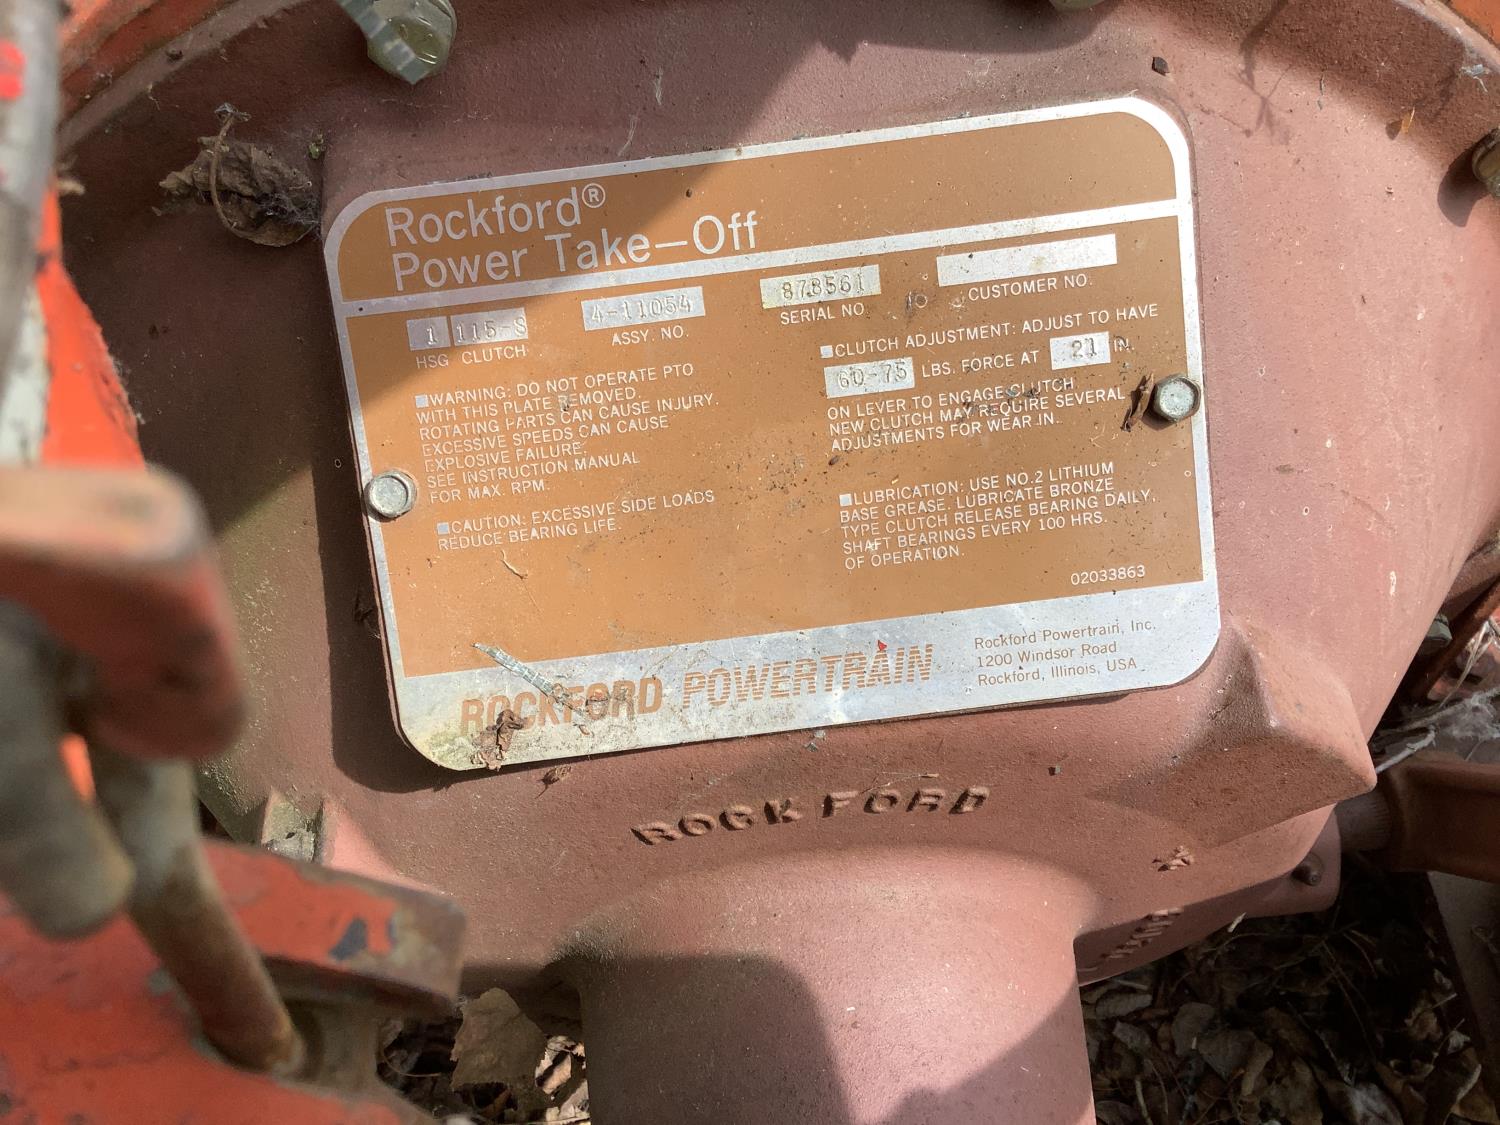 Rockford®
Power Take-Off
1 115-S 4-11054 878561
HSG CLUTCH ASSY. NO. SERIAL NO. CUSTOMER NO.
WARNING: DO NOT OPERATE PTO
WITH THIS PLATE REMOVED.
ROTATING PARTS CAN CAUSE INJURY.
EXCESSIVE SPEEDS CAN CAUSE
EXPLOSIVE FAILURE.
SEE INSTRUCTION MANUAL
FOR MAX. RPM.
CAUTION: EXCESSIVE SIDE LOADS
REDUCE BEARING LIFE.
CLUTCH ADJUSTMENT: ADJUST TO HAVE
60-75 LBS. FORCE AT 21 IN.
ON LEVER TO ENGAGE CLUTCH
NEW CLUTCH MAY REQUIRE SEVERAL
ADJUSTMENTS FOR WEAR IN.
LUBRICATION: USE NO.2 LITHIUM
BASE GREASE. LUBRICATE BRONZE
TYPE CLUTCH RELEASE BEARING DAILY,
SHAFT BEARINGS EVERY 100 HRS.
OF OPERATION.
02033863
ROCKFORD POWERTRAIN
Rockford Powertrain, Inc.
1200 Windsor Road
Rockford, Illinois, USA
ROCKFORD